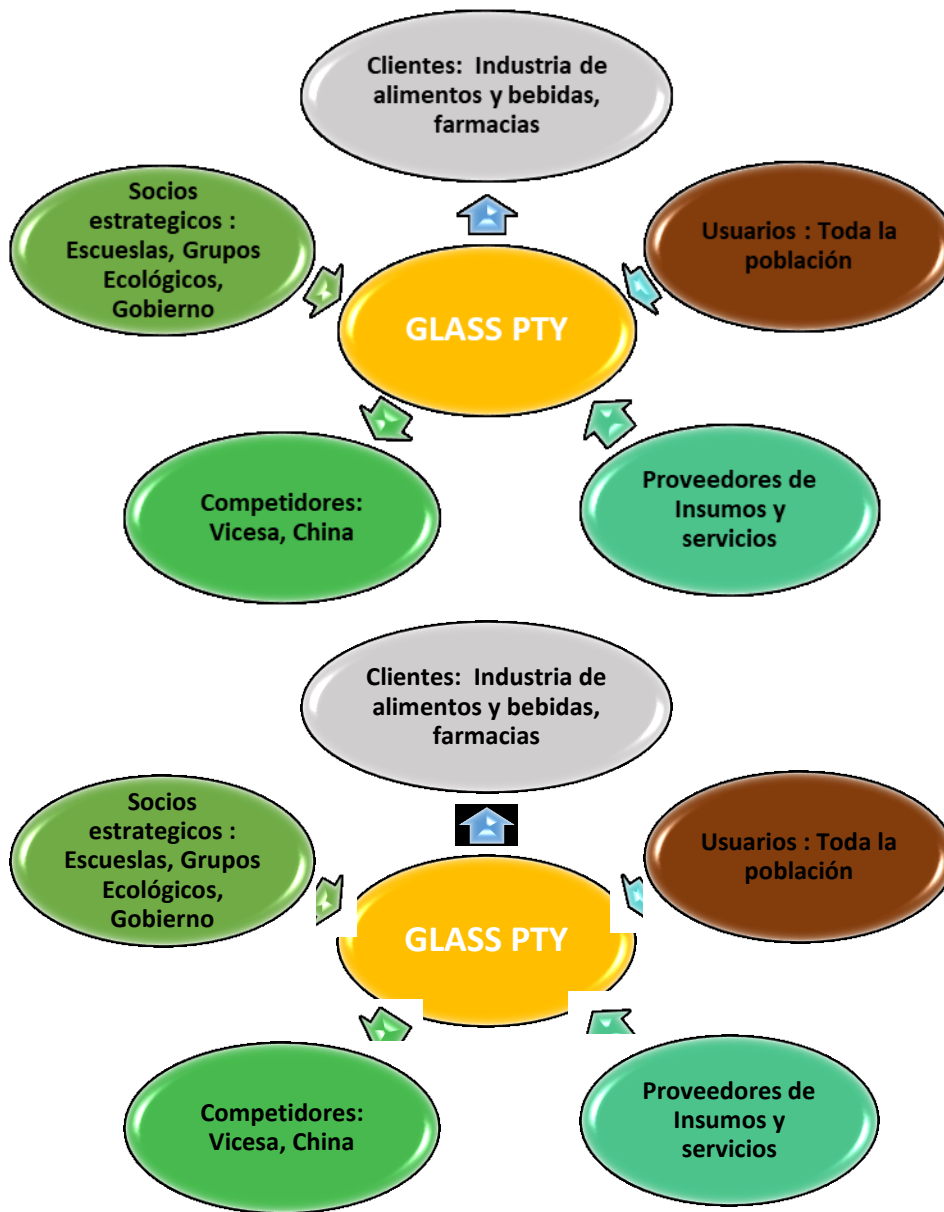 Clientes: Industria de
alimentos y bebidas,
farmacias
Socios
estrategicos :
Escueslas, Grupos
Ecológicos,
Gobierno
Usuarios : Toda la
población
GLASS PTY
Competidores:
Vicesa, China
Proveedores de
Insumos y
servicios
Clientes: Industria de
alimentos y bebidas,
farmacias
Socios
estrategicos :
Escueslas, Grupos
Ecológicos,
Gobierno
Usuarios : Toda la
población
GLASS PTY
Competidores:
Vicesa, China
Proveedores de
Insumos y
servicios